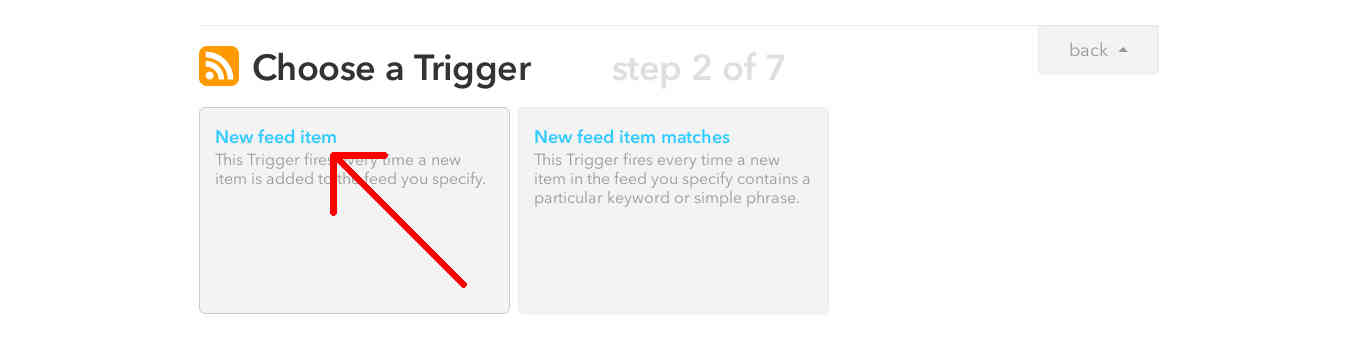 Choose a Trigger
step 2 of 7
back
New feed item
This Trigger fires every time a new
item is added to the feed you specify.
New feed item matches
This Trigger fires every time a new
item in the feed you specify contains a
particular keyword or simple phrase.